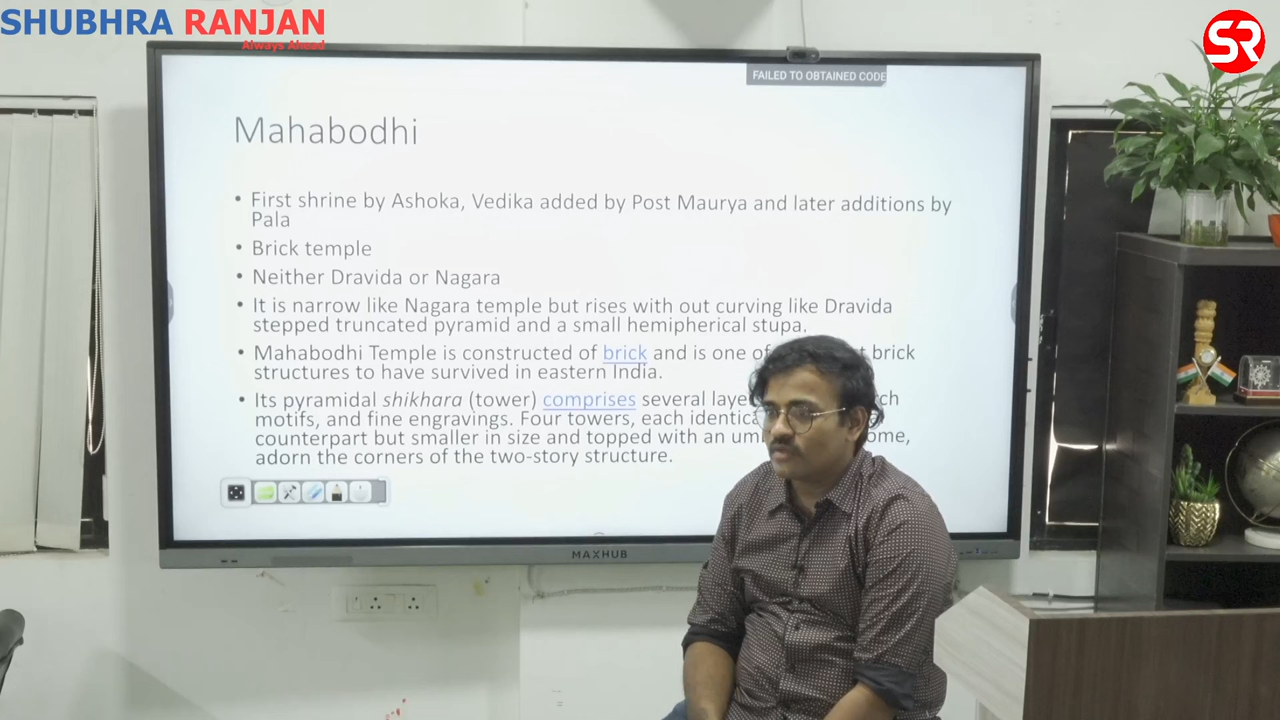 SHUBHRA RANJAN
Always Ahead
SR
FAILED TO OBTAINED CODE
Mahabodhi
• First shrine by Ashoka, Vedika added by Post Maurya and later additions by
Pala
• Brick temple
• Neither Dravida or Nagara
• It is narrow like Nagara temple but rises with out curving like Dravida
stepped truncated pyramid and a small hemipherical stupa.
• Mahabodhi Temple is constructed of brick and is one of brick
structures to have survived in eastern India.
• Its pyramidal shikhara (tower) comprises several
motifs, and fine engravings. Four towers, each
counterpart but smaller in size and topped with an
adorn the corners of the two-story structure.
MAXHUB